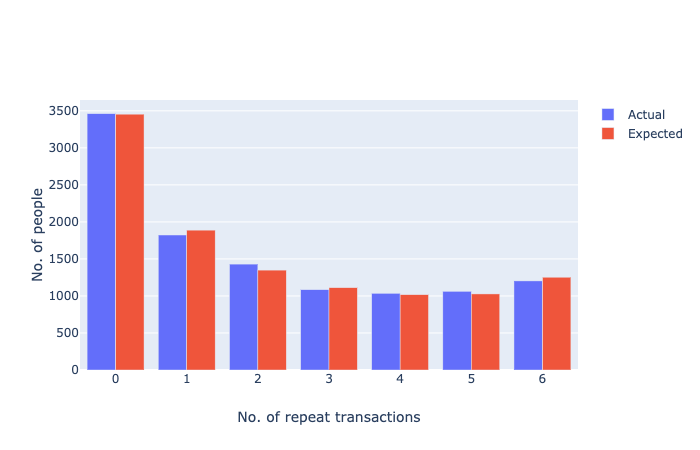 Actual
Expected
3500
3000
2500
2000
1500
1000
500
0
No. of people
0 1 2 3 4 5 6
No. of repeat transactions